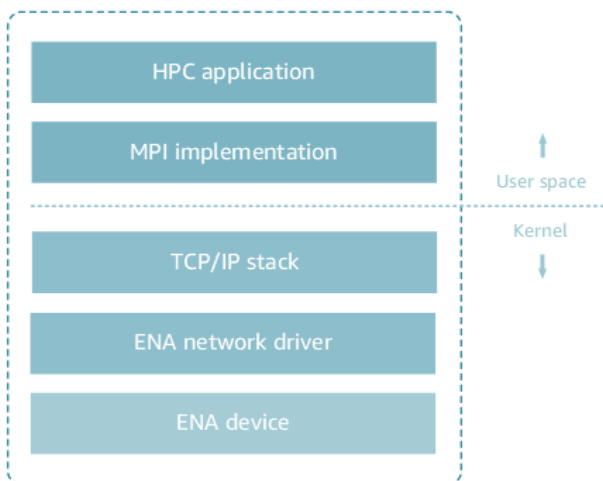 HPC application
MPI implementation
User space
Kernel
TCP/IP stack
ENA network driver
ENA device